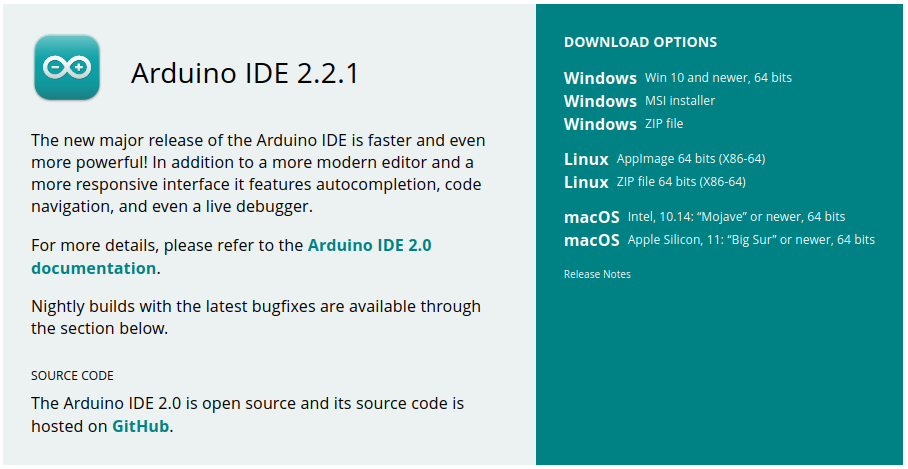 Arduino IDE 2.2.1
The new major release of the Arduino IDE is faster and even
more powerful! In addition to a more modern editor and a
more responsive interface it features autocompletion, code
navigation, and even a live debugger.
For more details, please refer to the Arduino IDE 2.0
documentation.
Nightly builds with the latest bugfixes are available through
the section below.
SOURCE CODE
The Arduino IDE 2.0 is open source and its source code is
hosted on GitHub.
DOWNLOAD OPTIONS
Windows Win 10 and newer, 64 bits
Windows MSI installer
Windows ZIP file
Linux AppImage 64 bits (X86-64)
Linux ZIP file 64 bits (X86-64)
macOS Intel, 10.14: “Mojave” or newer, 64 bits
macOS Apple Silicon, 11: “Big Sur” or newer, 64 bits
Release Notes